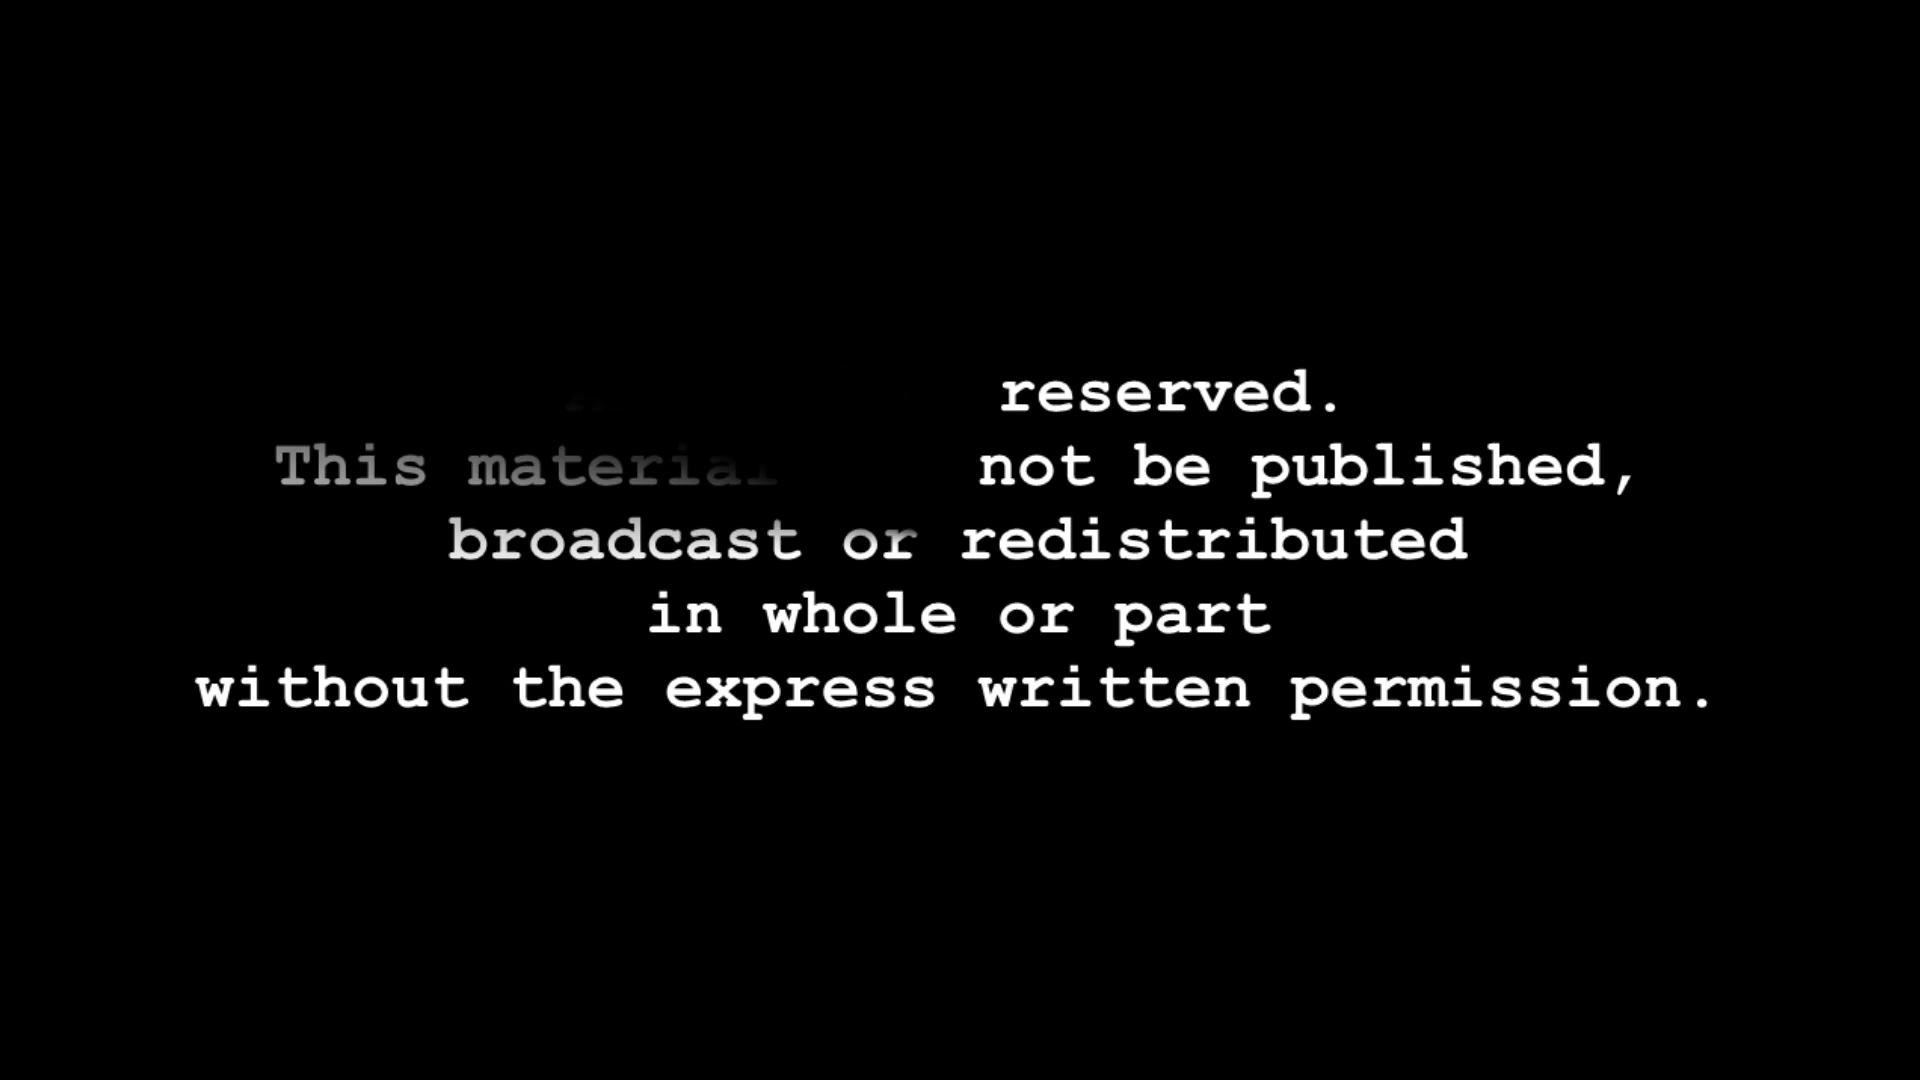 reserved.
This material not be published,
broadcast or redistributed
in whole or part
without the express written permission.